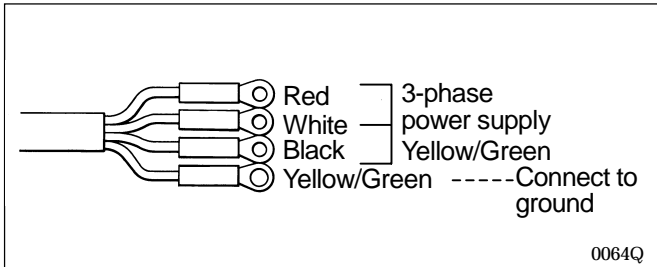 Red 3-phase
White power supply
Black Yellow/Green
Yellow/Green -----Connect to
ground
0064Q